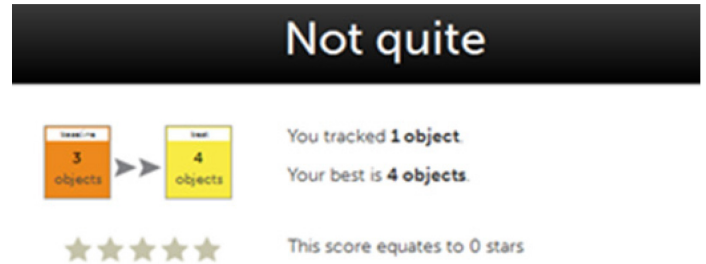 Not quite
baseline
3
objects
best
4
objects
You tracked 1 object.
Your best is 4 objects.
This score equates to 0 stars